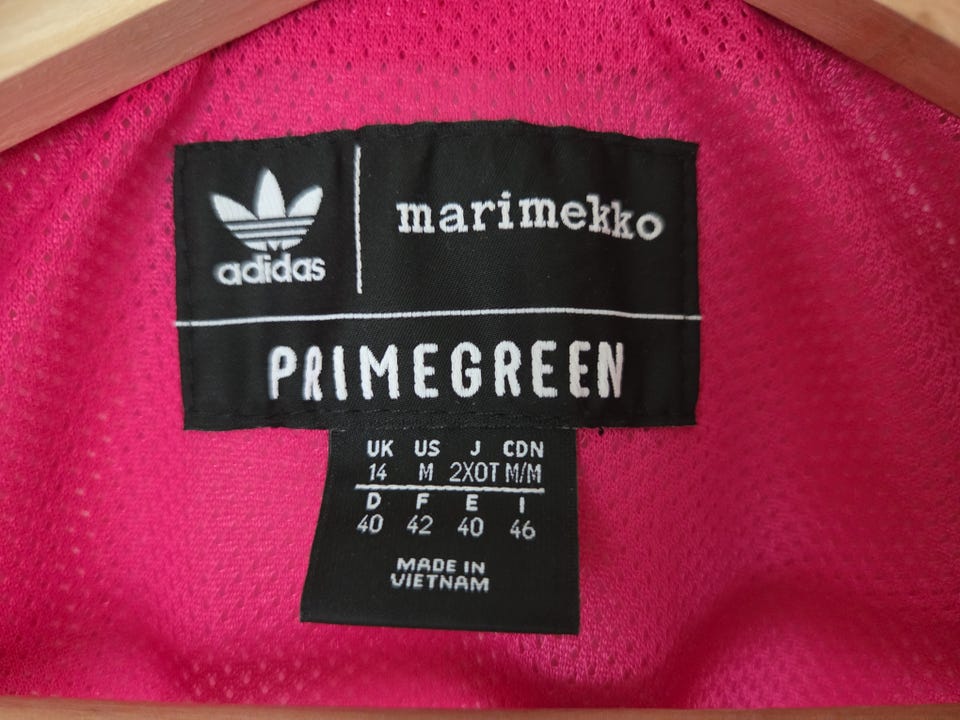 adidas marimekko
PRIMEGREEN
UK US J CDN
14 M 2XOT M/M
D F E I
40 42 40 46
MADE IN
VIETNAM